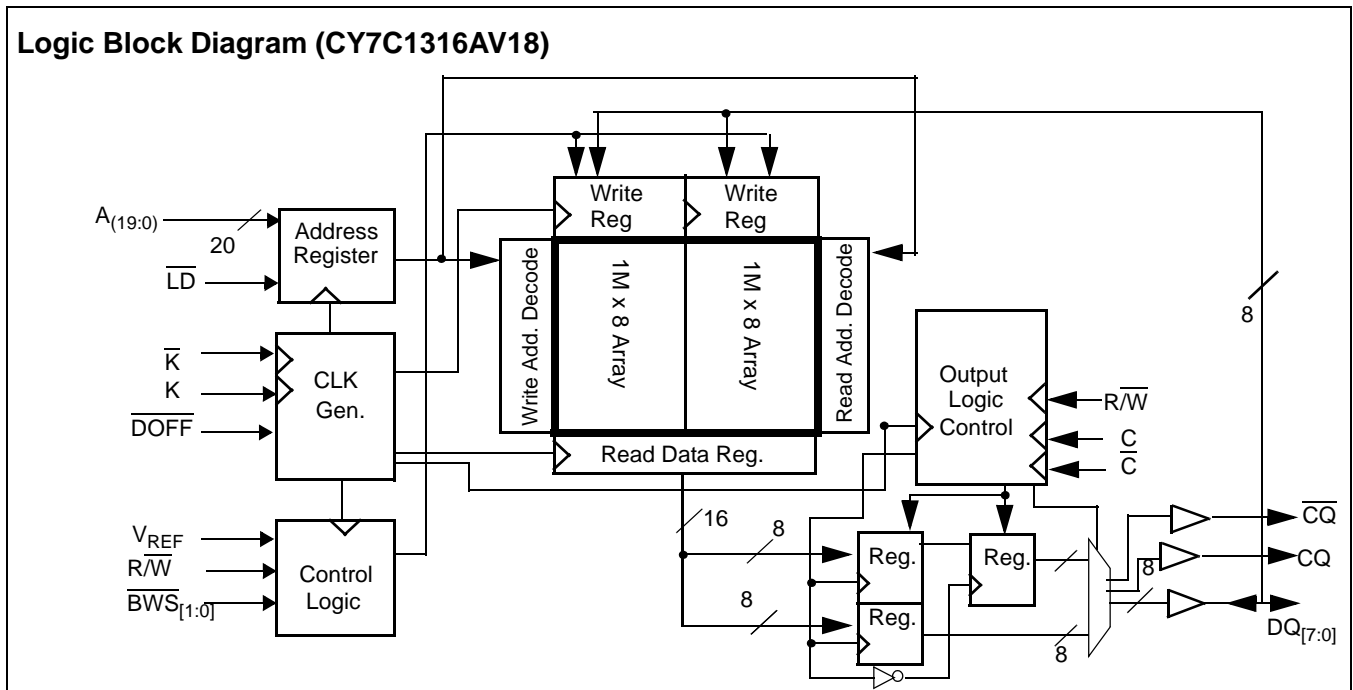 Logic Block Diagram (CY7C1316AV18)
A(19:0)
20
LD
Address
Register
K
K
DOFF
CLK
Gen.
VREF
R/W
BWS[1:0]
Control
Logic
Write
Reg
Write
Reg
Write Add. Decode
1M x 8 Array
1M x 8 Array
Read Add. Decode
Read Data Reg.
16
8
8
Output
Logic
Control
R/W
C
C
8
Reg.
Reg.
Reg.
8
8
CQ
CQ
DQ[7:0]